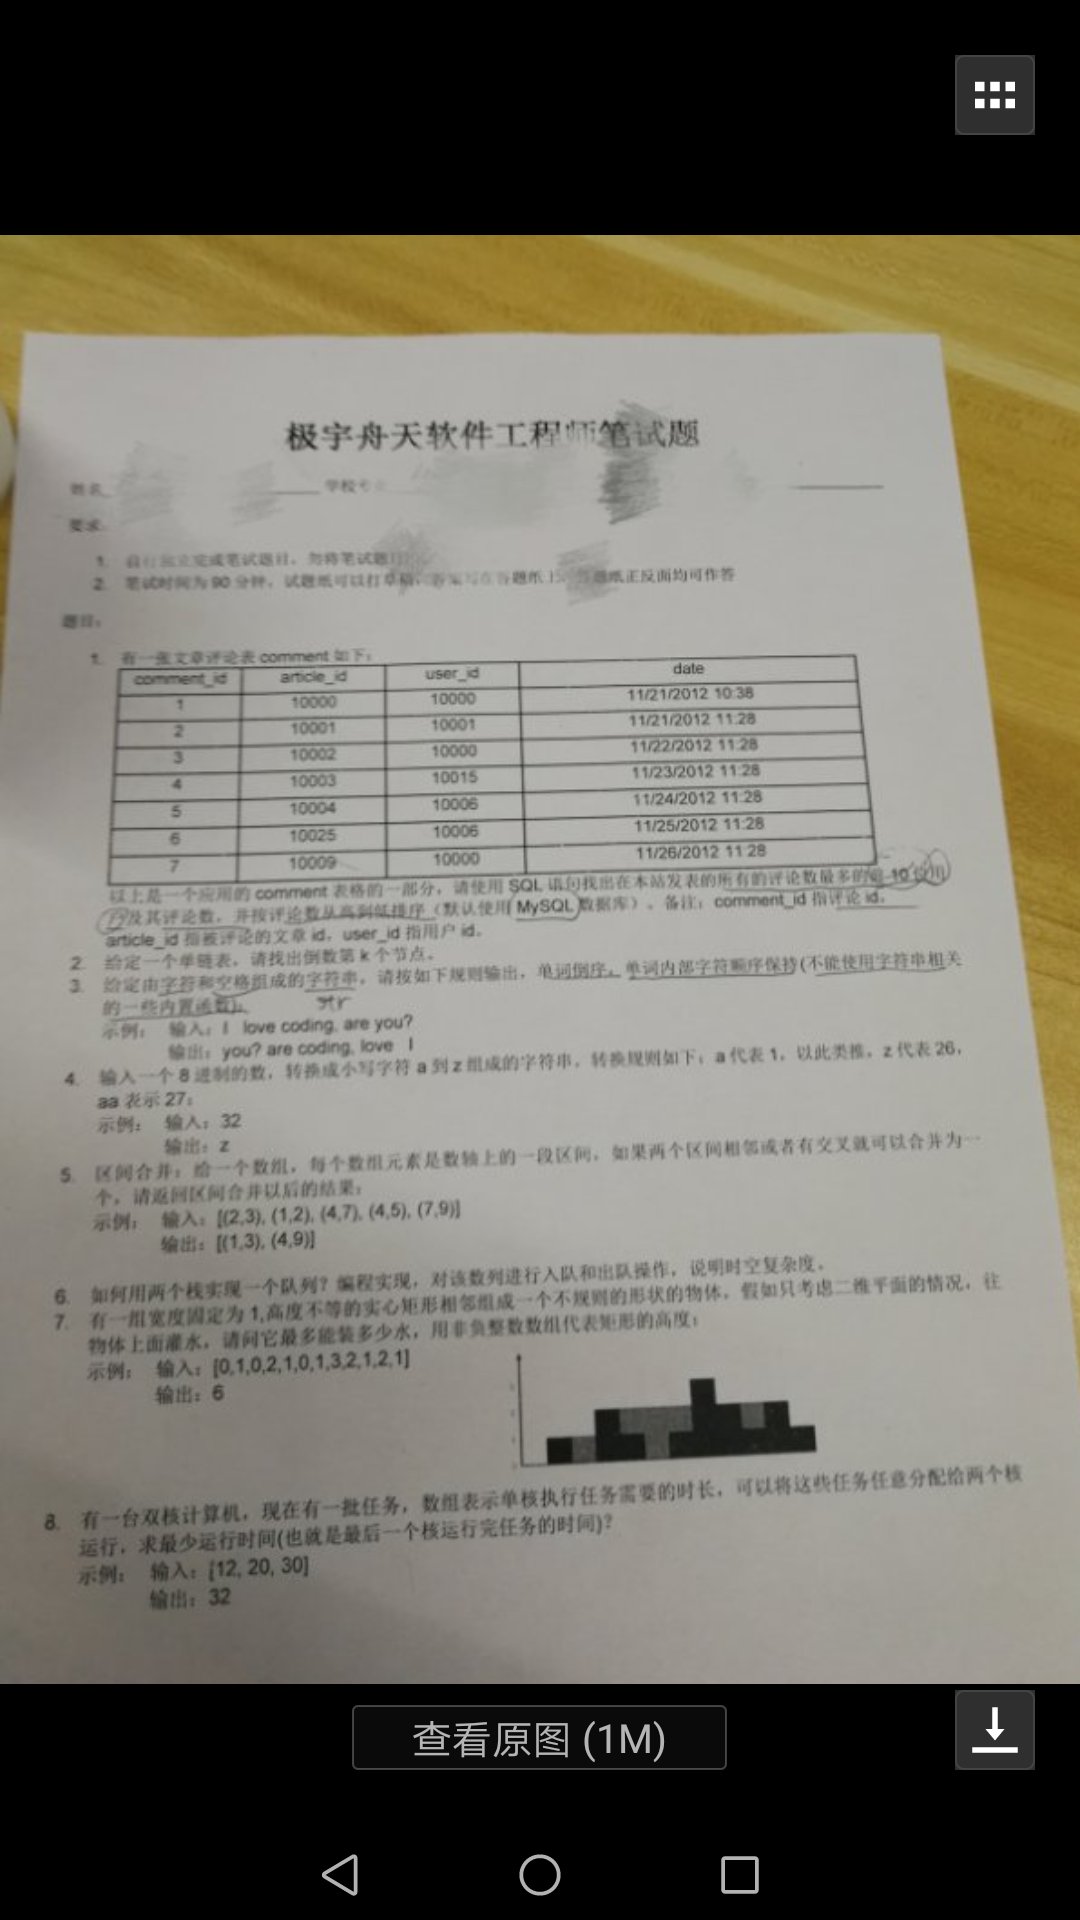 极宇舟天软件工程师笔试题
姓名 学校
要求:
1. 自行独立完成笔试题目，勿将笔试题
2. 笔试时间为 90 分钟，试题纸可以打草稿，答案写在答题纸上， 题纸正反面均可作答
题目:
1. 有一张文章评论表 comment 如下:
comment_id article_id user_id date
1 10000 10000 11/21/2012 10:38
2 10001 10001 11/21/2012 11:28
3 10002 10000 11/22/2012 11:28
4 10003 10015 11/23/2012 11:28
5 10004 10006 11/24/2012 11:28
6 10025 10006 11/25/2012 11:28
7 10009 10000 11/26/2012 11:28
以上是一个应用的 comment 表格的一部分，请使用 SQL 语句找出在本站发表的所有的评论数最多的前 10 位用
户及其评论数，并按评论数从高到低排序（默认使用 MySQL 数据库）。备注：comment_id 指评论 id，
article_id 指被评论的文章 id，user_id 指用户 id。
2. 给定一个单链表，请找出倒数第 k 个节点。
3. 给定由字符和空格组成的字符串，请按如下规则输出，单词倒序，单词内部字符顺序保持(不能使用字符串相关
的一些内置函数):
str
示例: 输入: I love coding, are you?
输出: you? are coding, love I
4. 输入一个 8 进制的数，转换成小写字符 a 到 z 组成的字符串，转换规则如下：a 代表 1，以此类推，z 代表 26，
aa 表示 27:
示例: 输入: 32
输出: z
5. 区间合并：给一个数组，每个数组元素是数轴上的一段区间，如果两个区间相邻或者有交叉就可以合并为一
个，请返回区间合并以后的结果:
示例: 输入: [(2,3), (1,2), (4,7), (4,5), (7,9)]
输出: [(1,3), (4,9)]
6. 如何用两个栈实现一个队列？编程实现，对该数列进行入队和出队操作，说明时空复杂度。
7. 有一组宽度固定为 1,高度不等的实心矩形相邻组成一个不规则的形状的物体，假如只考虑二维平面的情况，往
物体上面灌水，请问它最多能装多少水，用非负整数数组代表矩形的高度:
示例: 输入: [0,1,0,2,1,0,1,3,2,1,2,1]
输出: 6
8. 有一台双核计算机，现在有一批任务，数组表示单核执行任务需要的时长，可以将这些任务任意分配给两个核
运行，求最少运行时间(也就是最后一个核运行完任务的时间)?
示例: 输入: [12, 20, 30]
输出: 32
查看原图 (1M)